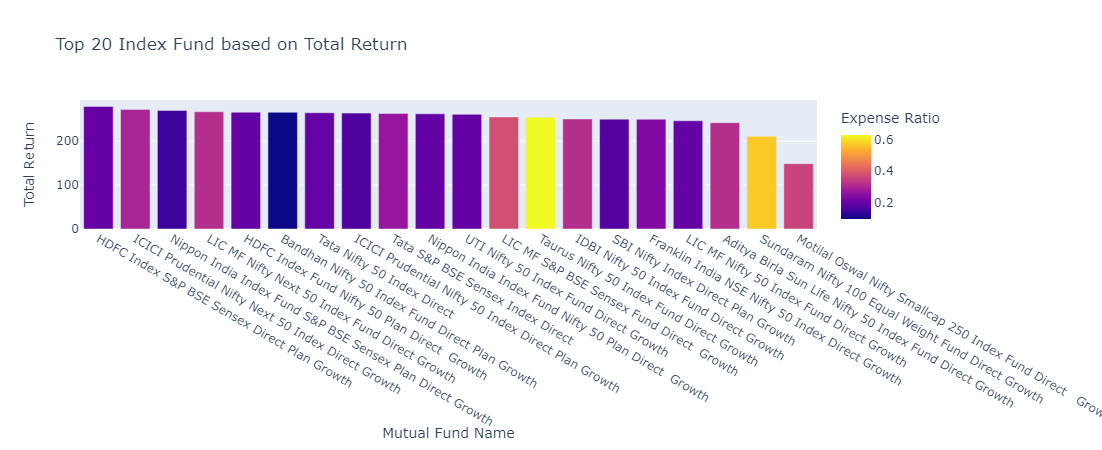 Top 20 Index Fund based on Total Return
Expense Ratio
0.6
0.4
0.2
Total Return
200
100
0
HDFC Index S&P BSE Sensex Direct Plan Growth
ICICI Prudential Nifty Next 50 Index Direct Growth
Nippon India Index Fund S&P BSE Sensex Plan Direct Growth
LIC MF Nifty Next 50 Index Fund Direct Growth
HDFC Index Fund Nifty 50 Plan Direct  Growth
Bandhan Nifty 50 Index Fund Direct Plan Growth
Tata Nifty 50 Index Direct
ICICI Prudential Nifty 50 Index Direct Plan Growth
Tata S&P BSE Sensex Index Direct
Nippon India Index Fund Nifty 50 Plan Direct  Growth
UTI Nifty 50 Index Fund Direct Growth
LIC MF S&P BSE Sensex Fund Direct  Growth
Taurus Nifty 50 Index Fund Direct Growth
IDBI Nifty 50 Index Fund Direct Growth
SBI Nifty Index Direct Plan Growth
Franklin India NSE Nifty 50 Index Direct Growth
LIC MF Nifty 50 Index Fund Direct Growth
Aditya Birla Sun Life Nifty 50 Index Fund Direct Growth
Sundaram Nifty 100 Equal Weight Fund Direct Growth
Motilal Oswal Nifty Smallcap 250 Index Fund Direct  Grow
Mutual Fund Name